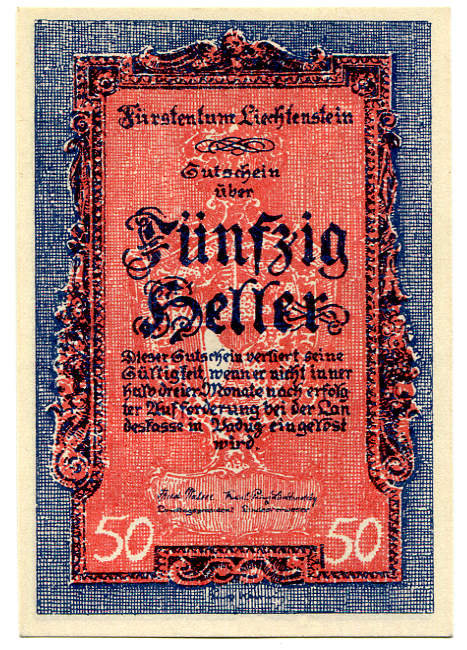 Fürstentum Liechtenstein
Gutschein
über
Fünfzig
Heller
Dieser Gutschein verliert seine
Gültigkeit, wenn er nicht inner
halb dreier Monate nach erfolg
ter Aufforderung bei der Lan
deskasse in Vaduz eingelöst
wird.
50 50